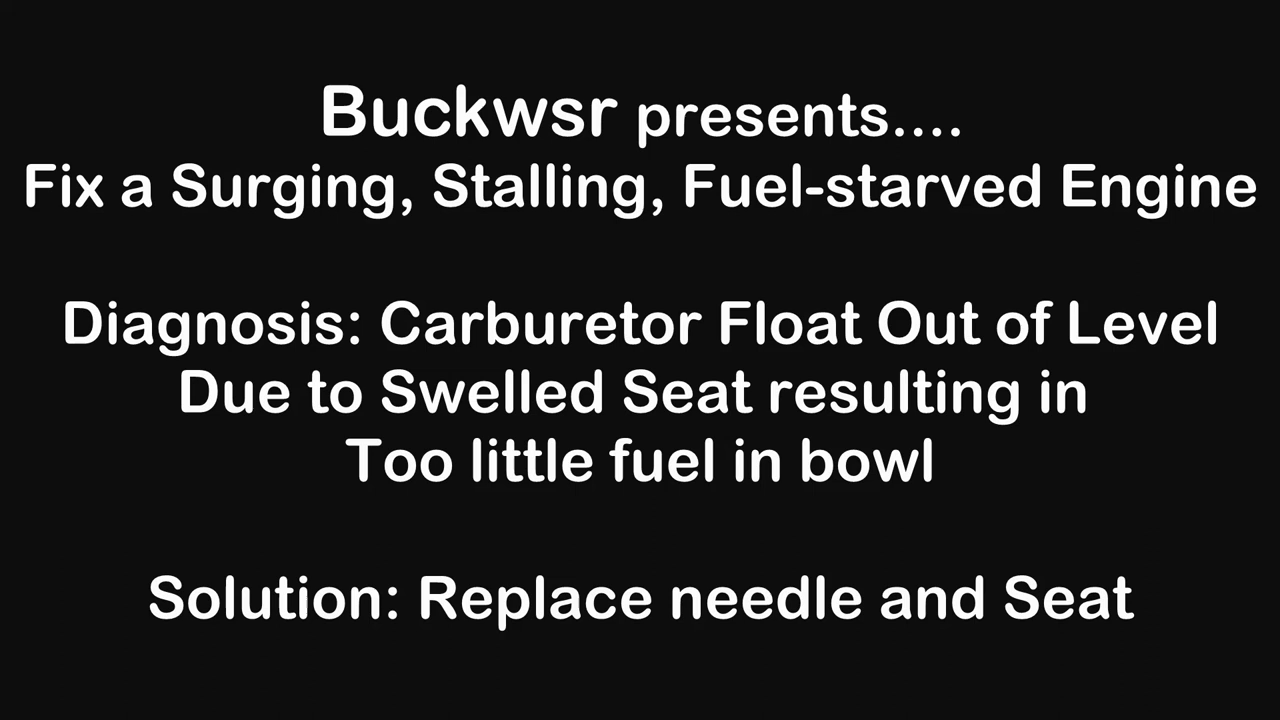 Buckwsr presents....
Fix a Surging, Stalling, Fuel-starved Engine
Diagnosis: Carburetor Float Out of Level
Due to Swelled Seat resulting in
Too little fuel in bowl
Solution: Replace needle and Seat